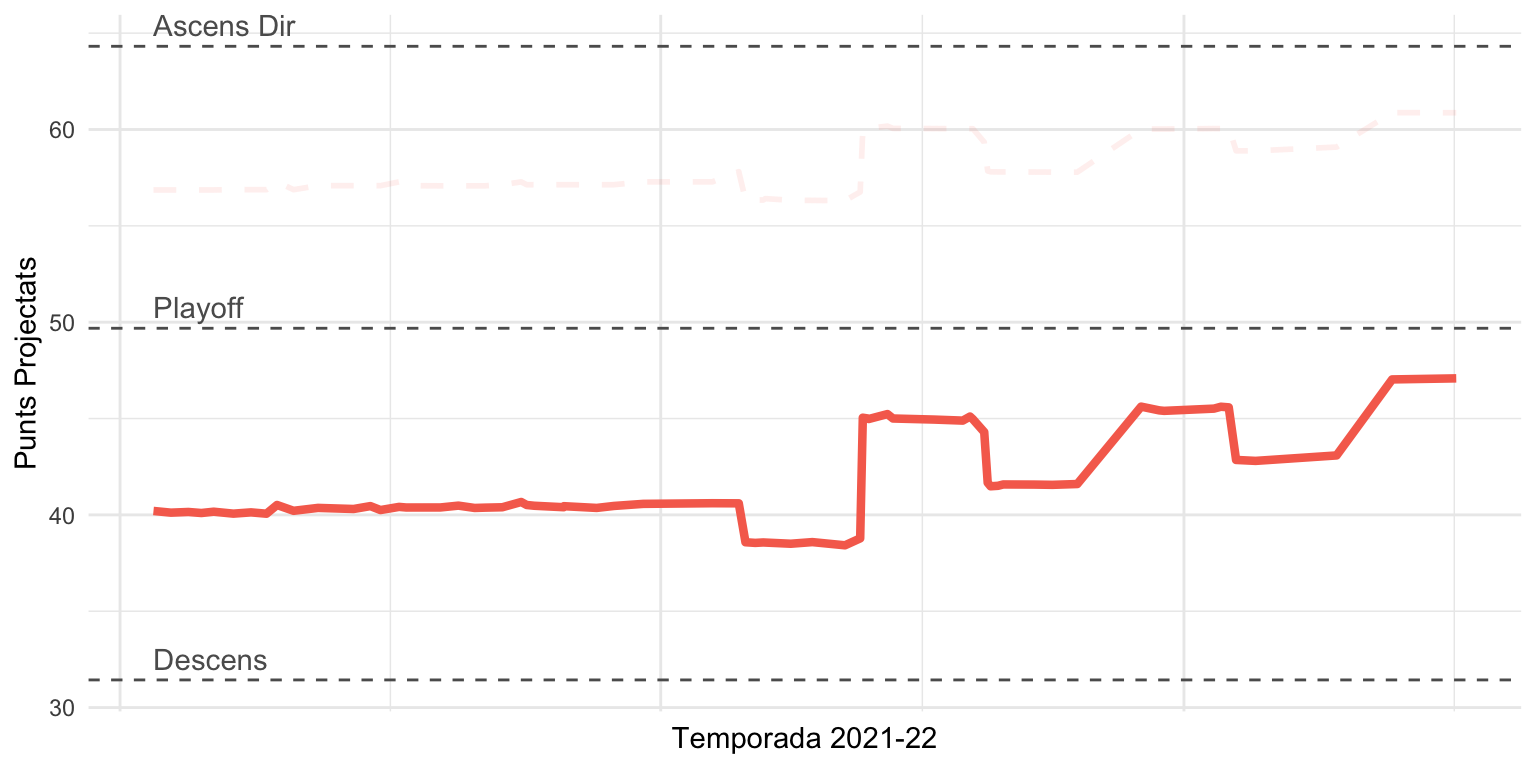 Ascens Dir
60
Playoff
50
40
Descens
30
Punts Projectats
Temporada 2021-22